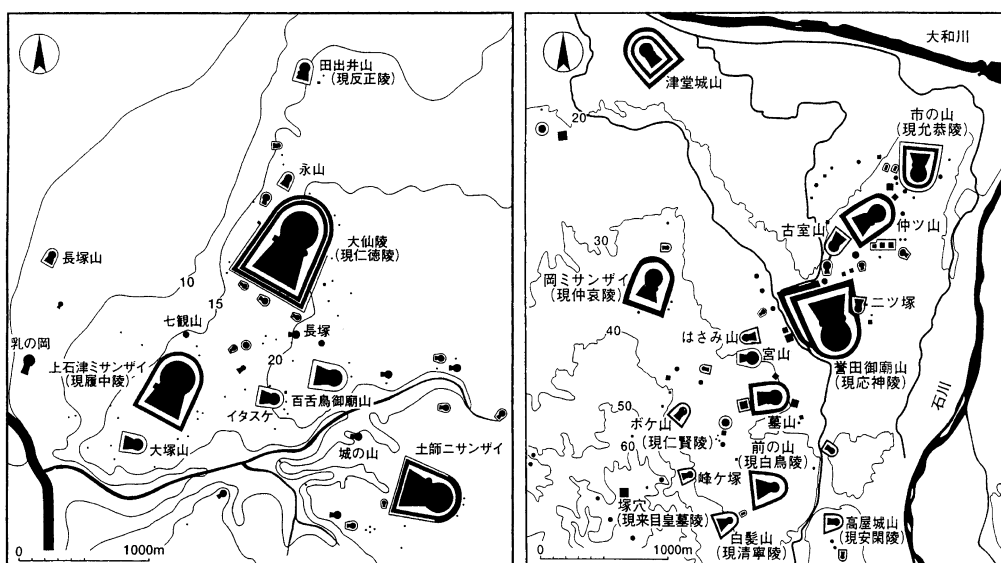 田出井山
(現反正陵)
永山
大仙陵
(現仁徳陵)
長塚山
10
15
七観山
長塚
乳の岡
上石津ミサンザイ
(現履中陵)
20
イタスケ
百舌鳥御廟山
大塚山
城の山
土師ニサンザイ
0
1000m
大和川
津堂城山
20
市の山
(現允恭陵)
仲ツ山
古室山
30
岡ミサンザイ
(現仲哀陵)
二ツ塚
はさみ山
宮山
40
誉田御廟山
(現応神陵)
石川
墓山
50
ボケ山
(現仁賢陵)
前の山
(現白鳥陵)
60
峰ケ塚
塚穴
(現来目皇墓陵)
白髪山
(現清寧陵)
高屋城山
(現安閑陵)
0
1000m